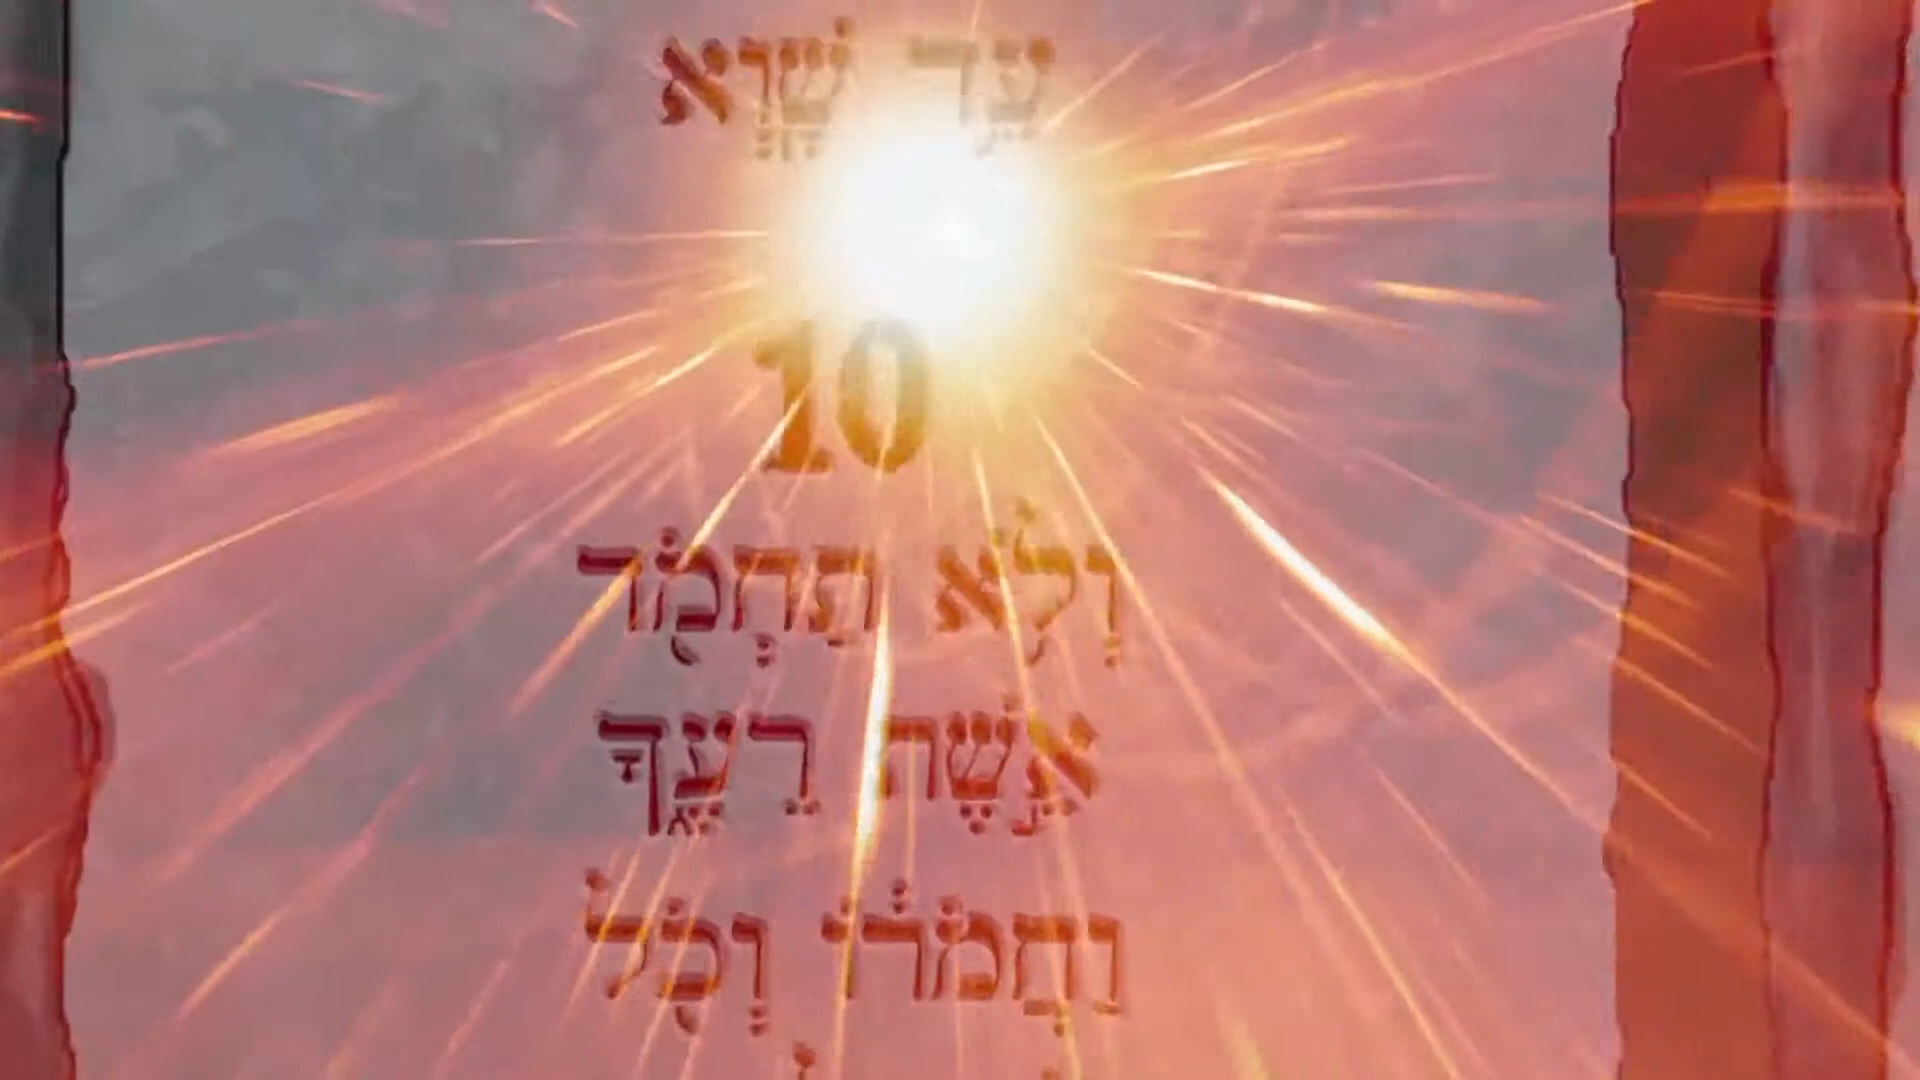 עֵד שָׁוְא
10
וְלֹא תַחְמֹד
אֵשֶׁת רֵעֶךָ
וַחֲמֹרוֹ וְכֹל